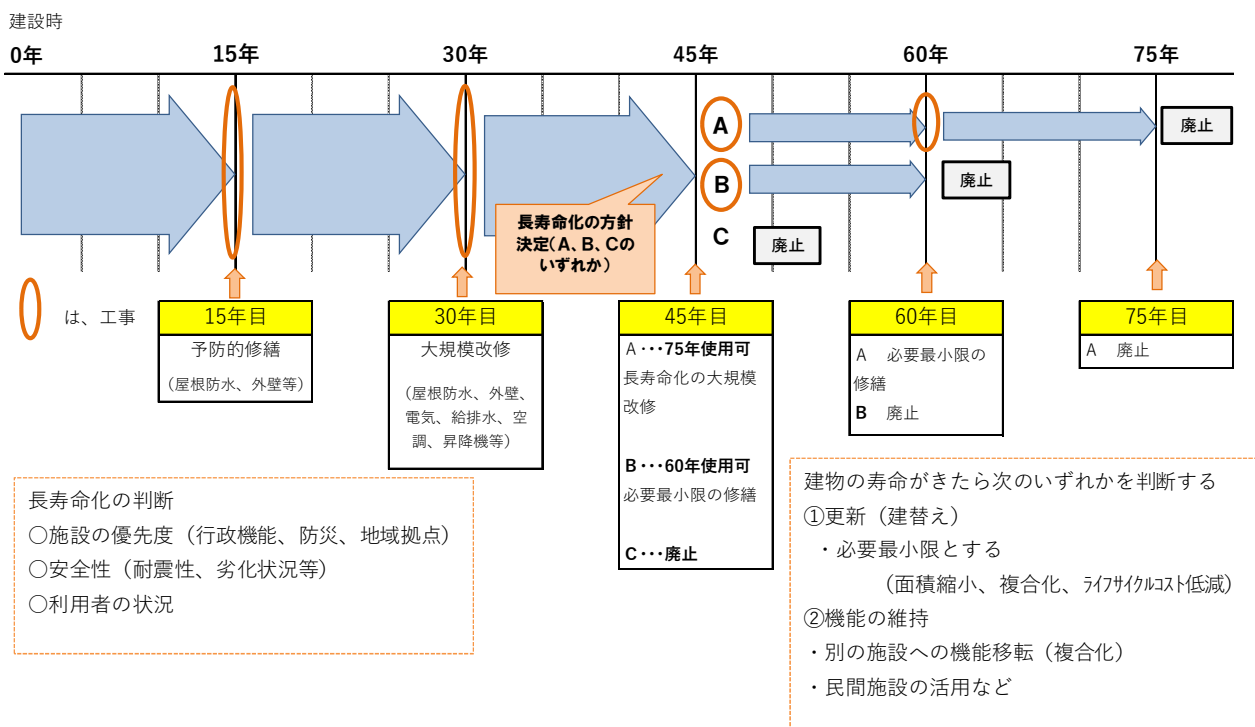 建設時
0年
15年
30年
45年
60年
75年
A
B
C
廃止
廃止
廃止
長寿命化の方針
決定(A、B、Cの
いずれか)
は、工事
15年目
予防的修繕
(屋根防水、外壁等)
30年目
大規模改修
(屋根防水、外壁、
電気、給排水、空
調、昇降機等)
45年目
A・・・75年使用可
長寿命化の大規模
改修
B・・・60年使用可
必要最小限の修繕
C・・・廃止
60年目
A 必要最小限の
修繕
B 廃止
75年目
A 廃止
長寿命化の判断
○施設の優先度（行政機能、防災、地域拠点）
○安全性（耐震性、劣化状況等）
○利用者の状況
建物の寿命がきたら次のいずれかを判断する
①更新（建替え）
・必要最小限とする
(面積縮小、複合化、ﾗｲﾌｻｲｸﾙｺｽﾄ低減)
②機能の維持
・別の施設への機能移転（複合化）
・民間施設の活用など